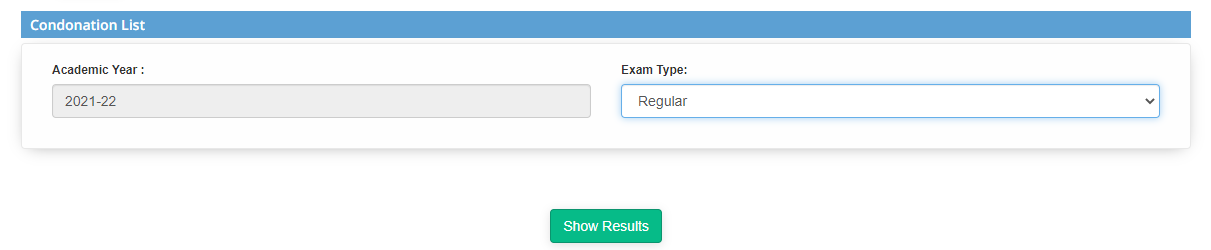 Condonation List
Academic Year :
Exam Type:
2021-22
Regular
Show Results